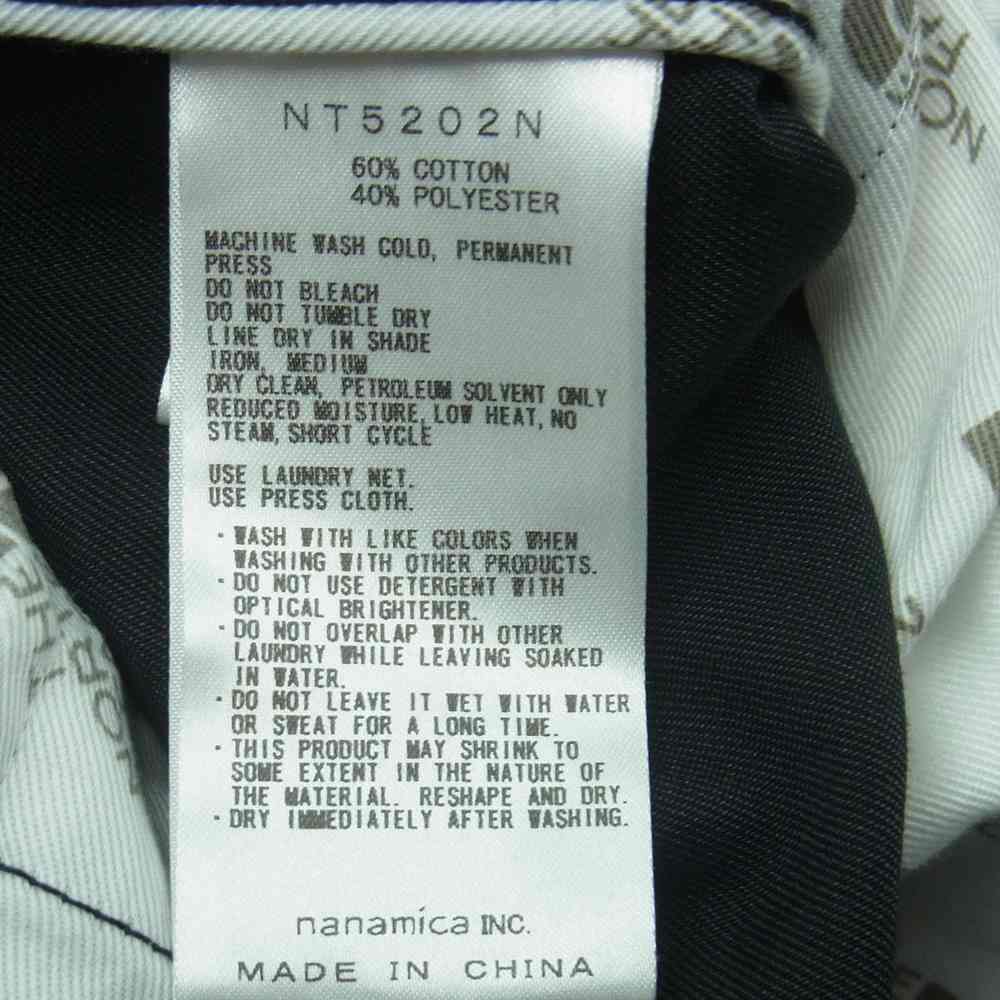 NT5202N
60% COTTON
40% POLYESTER
MACHINE WASH COLD, PERMANENT
PRESS
DO NOT BLEACH
DO NOT TUMBLE DRY
LINE DRY IN SHADE
IRON, MEDIUM
DRY CLEAN, PETROLEUM SOLVENT ONLY
REDUCED MOISTURE, LOW HEAT, NO
STEAM, SHORT CYCLE
USE LAUNDRY NET.
USE PRESS CLOTH.
· WASH WITH LIKE COLORS WHEN
WASHING WITH OTHER PRODUCTS.
· DO NOT USE DETERGENT WITH
OPTICAL BRIGHTENER.
· DO NOT OVERLAP WITH OTHER
LAUNDRY WHILE LEAVING SOAKED
IN WATER.
· DO NOT LEAVE IT WET WITH WATER
OR SWEAT FOR A LONG TIME.
· THIS PRODUCT MAY SHRINK TO
SOME EXTENT IN THE NATURE OF
THE MATERIAL. RESHAPE AND DRY.
· DRY IMMEDIATELY AFTER WASHING.
nanamica INC.
MADE IN CHINA